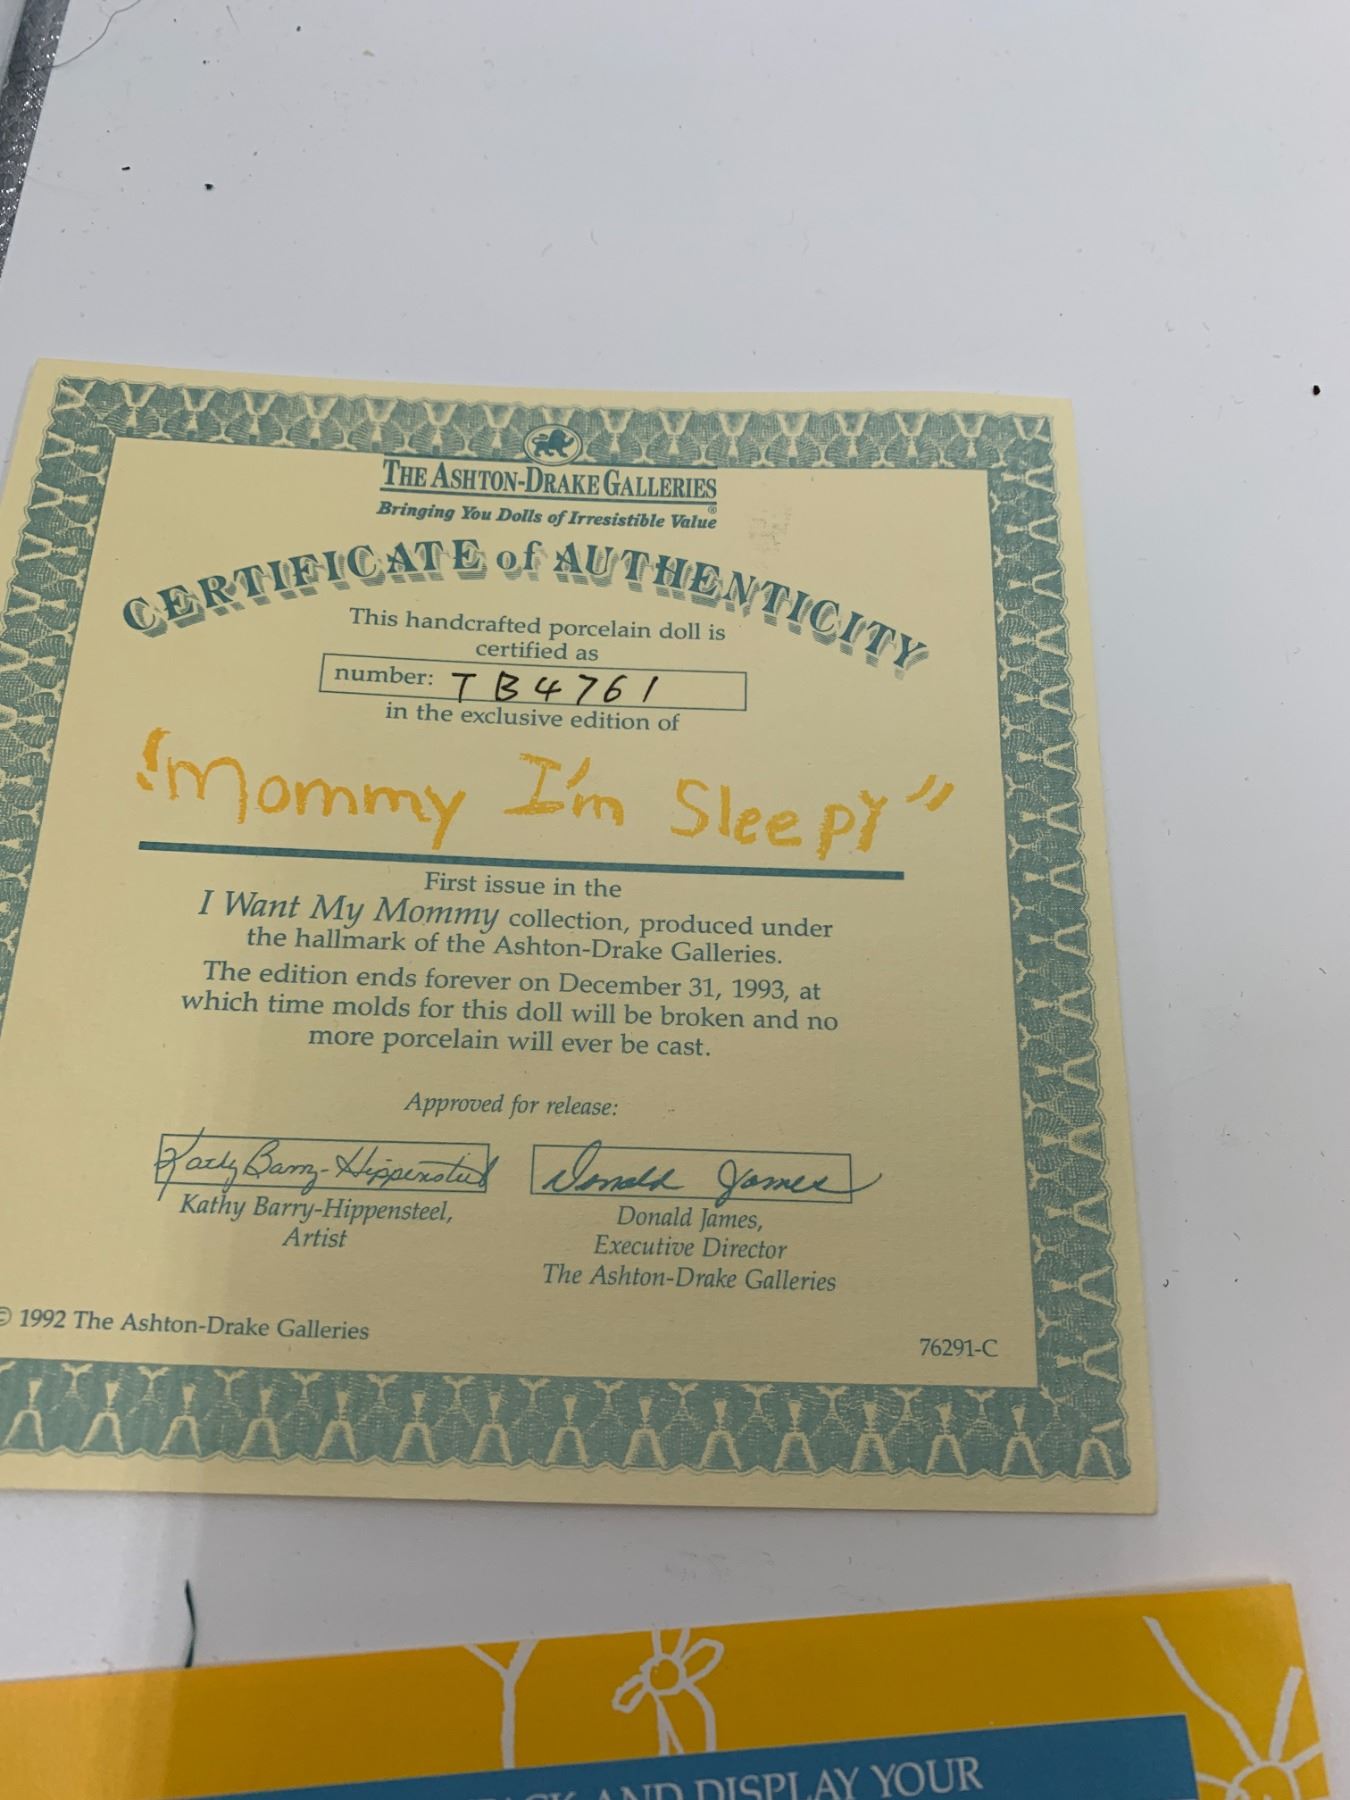 THE ASHTON-DRAKE GALLERIES
®
Bringing You Dolls of Irresistible Value
CERTIFICATE of AUTHENTICITY
This handcrafted porcelain doll is
certified as
number: TB4761
in the exclusive edition of
"Mommy I'm Sleepy"
First issue in the
I Want My Mommy collection, produced under
the hallmark of the Ashton-Drake Galleries.
The edition ends forever on December 31, 1993, at
which time molds for this doll will be broken and no
more porcelain will ever be cast.
Approved for release:
Kathy Barry-Hippensteel Donald James
Kathy Barry-Hippensteel,
Artist
Donald James,
Executive Director
The Ashton-Drake Galleries
© 1992 The Ashton-Drake Galleries
76291-C
AND DISPLAY YOUR